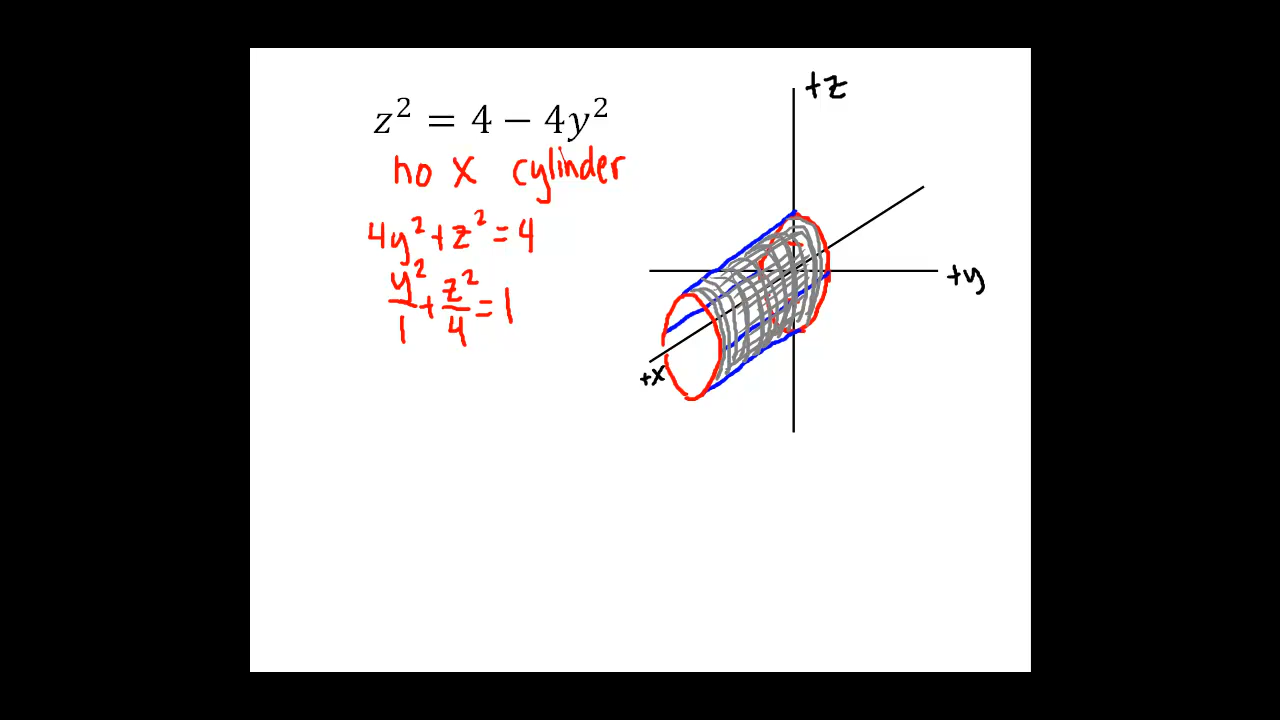 z² = 4 − 4y²
no x cylinder
4y² + z² = 4
y²/1 + z²/4 = 1
+z
+y
+x